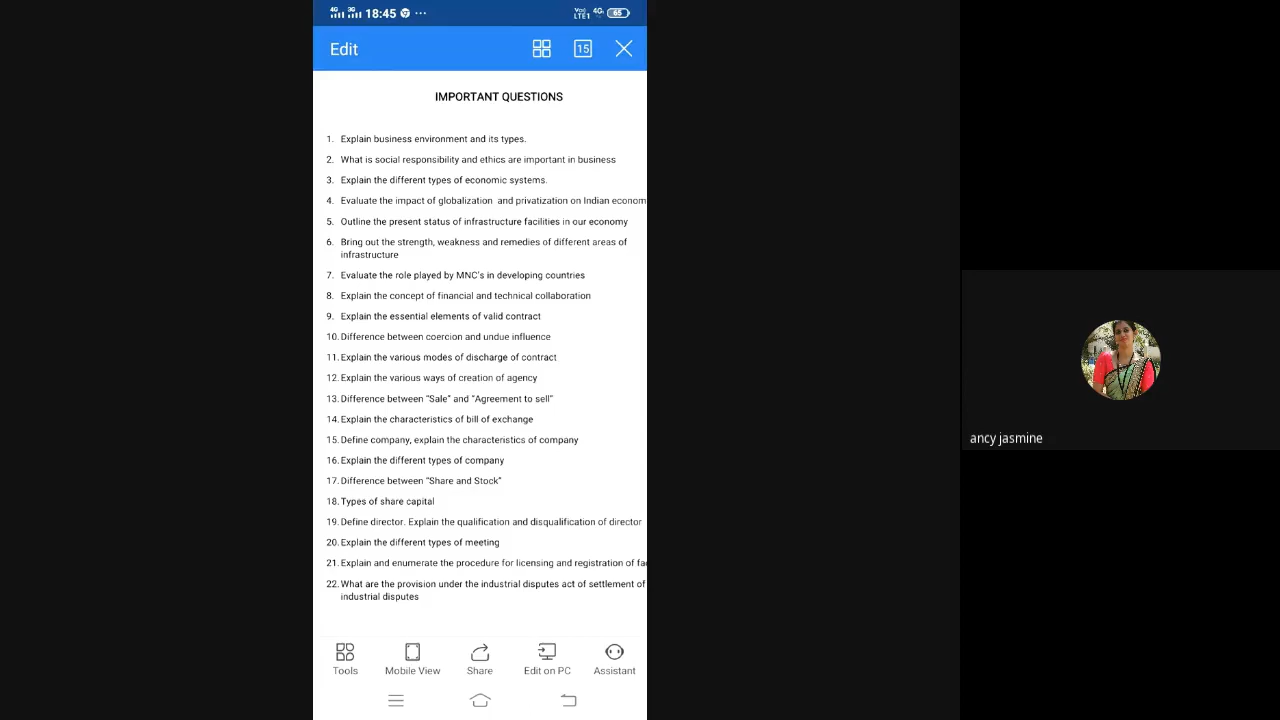 4G 3G 18:45 ...
Vo) LTE1 4G 65
Edit
15
IMPORTANT QUESTIONS
1. Explain business environment and its types.
2. What is social responsibility and ethics are important in business
3. Explain the different types of economic systems.
4. Evaluate the impact of globalization and privatization on Indian econom
5. Outline the present status of infrastructure facilities in our economy
6. Bring out the strength, weakness and remedies of different areas of
infrastructure
7. Evaluate the role played by MNC's in developing countries
8. Explain the concept of financial and technical collaboration
9. Explain the essential elements of valid contract
10. Difference between coercion and undue influence
11. Explain the various modes of discharge of contract
12. Explain the various ways of creation of agency
13. Difference between “Sale” and “Agreement to sell”
14. Explain the characteristics of bill of exchange
15. Define company, explain the characteristics of company
16. Explain the different types of company
17. Difference between “Share and Stock”
18. Types of share capital
19. Define director. Explain the qualification and disqualification of director
20. Explain the different types of meeting
21. Explain and enumerate the procedure for licensing and registration of fa
22. What are the provision under the industrial disputes act of settlement of
industrial disputes
Tools Mobile View Share Edit on PC Assistant
ancy jasmine